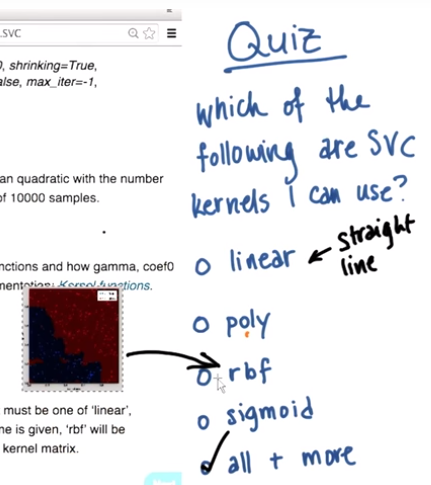 .SVC
0, shrinking=True,
alse, max_iter=-1,
an quadratic with the number
of 10000 samples.
nctions and how gamma, coef0
mentation: Kernel functions.
must be one of 'linear',
ne is given, 'rbf' will be
kernel matrix.
Quiz
which of the
following are SVC
kernels I can use?
linear
straight
line
poly
rbf
sigmoid
all + more